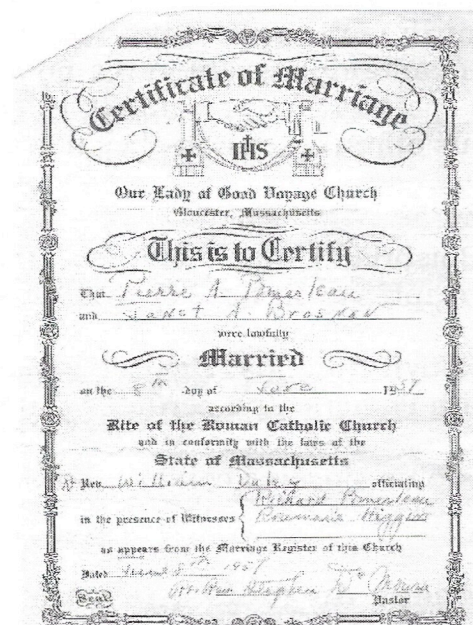 Certificate of Marriage
IHS
Our Lady of Good Voyage Church
Gloucester, Massachusetts
This is to Certify
That Pierre A. Pomerleau
and Janet A. Brosnan
were lawfully
Married
on the 8th day of June 19
according to the
Rite of the Roman Catholic Church
and in conformity with the laws of the
State of Massachusetts
Rev. William officiating
in the presence of Witnesses Richard Pomerleau
Higgins
as appears from the Marriage Register of this Church
Dated June 8th
Stephen
Pastor
Seal